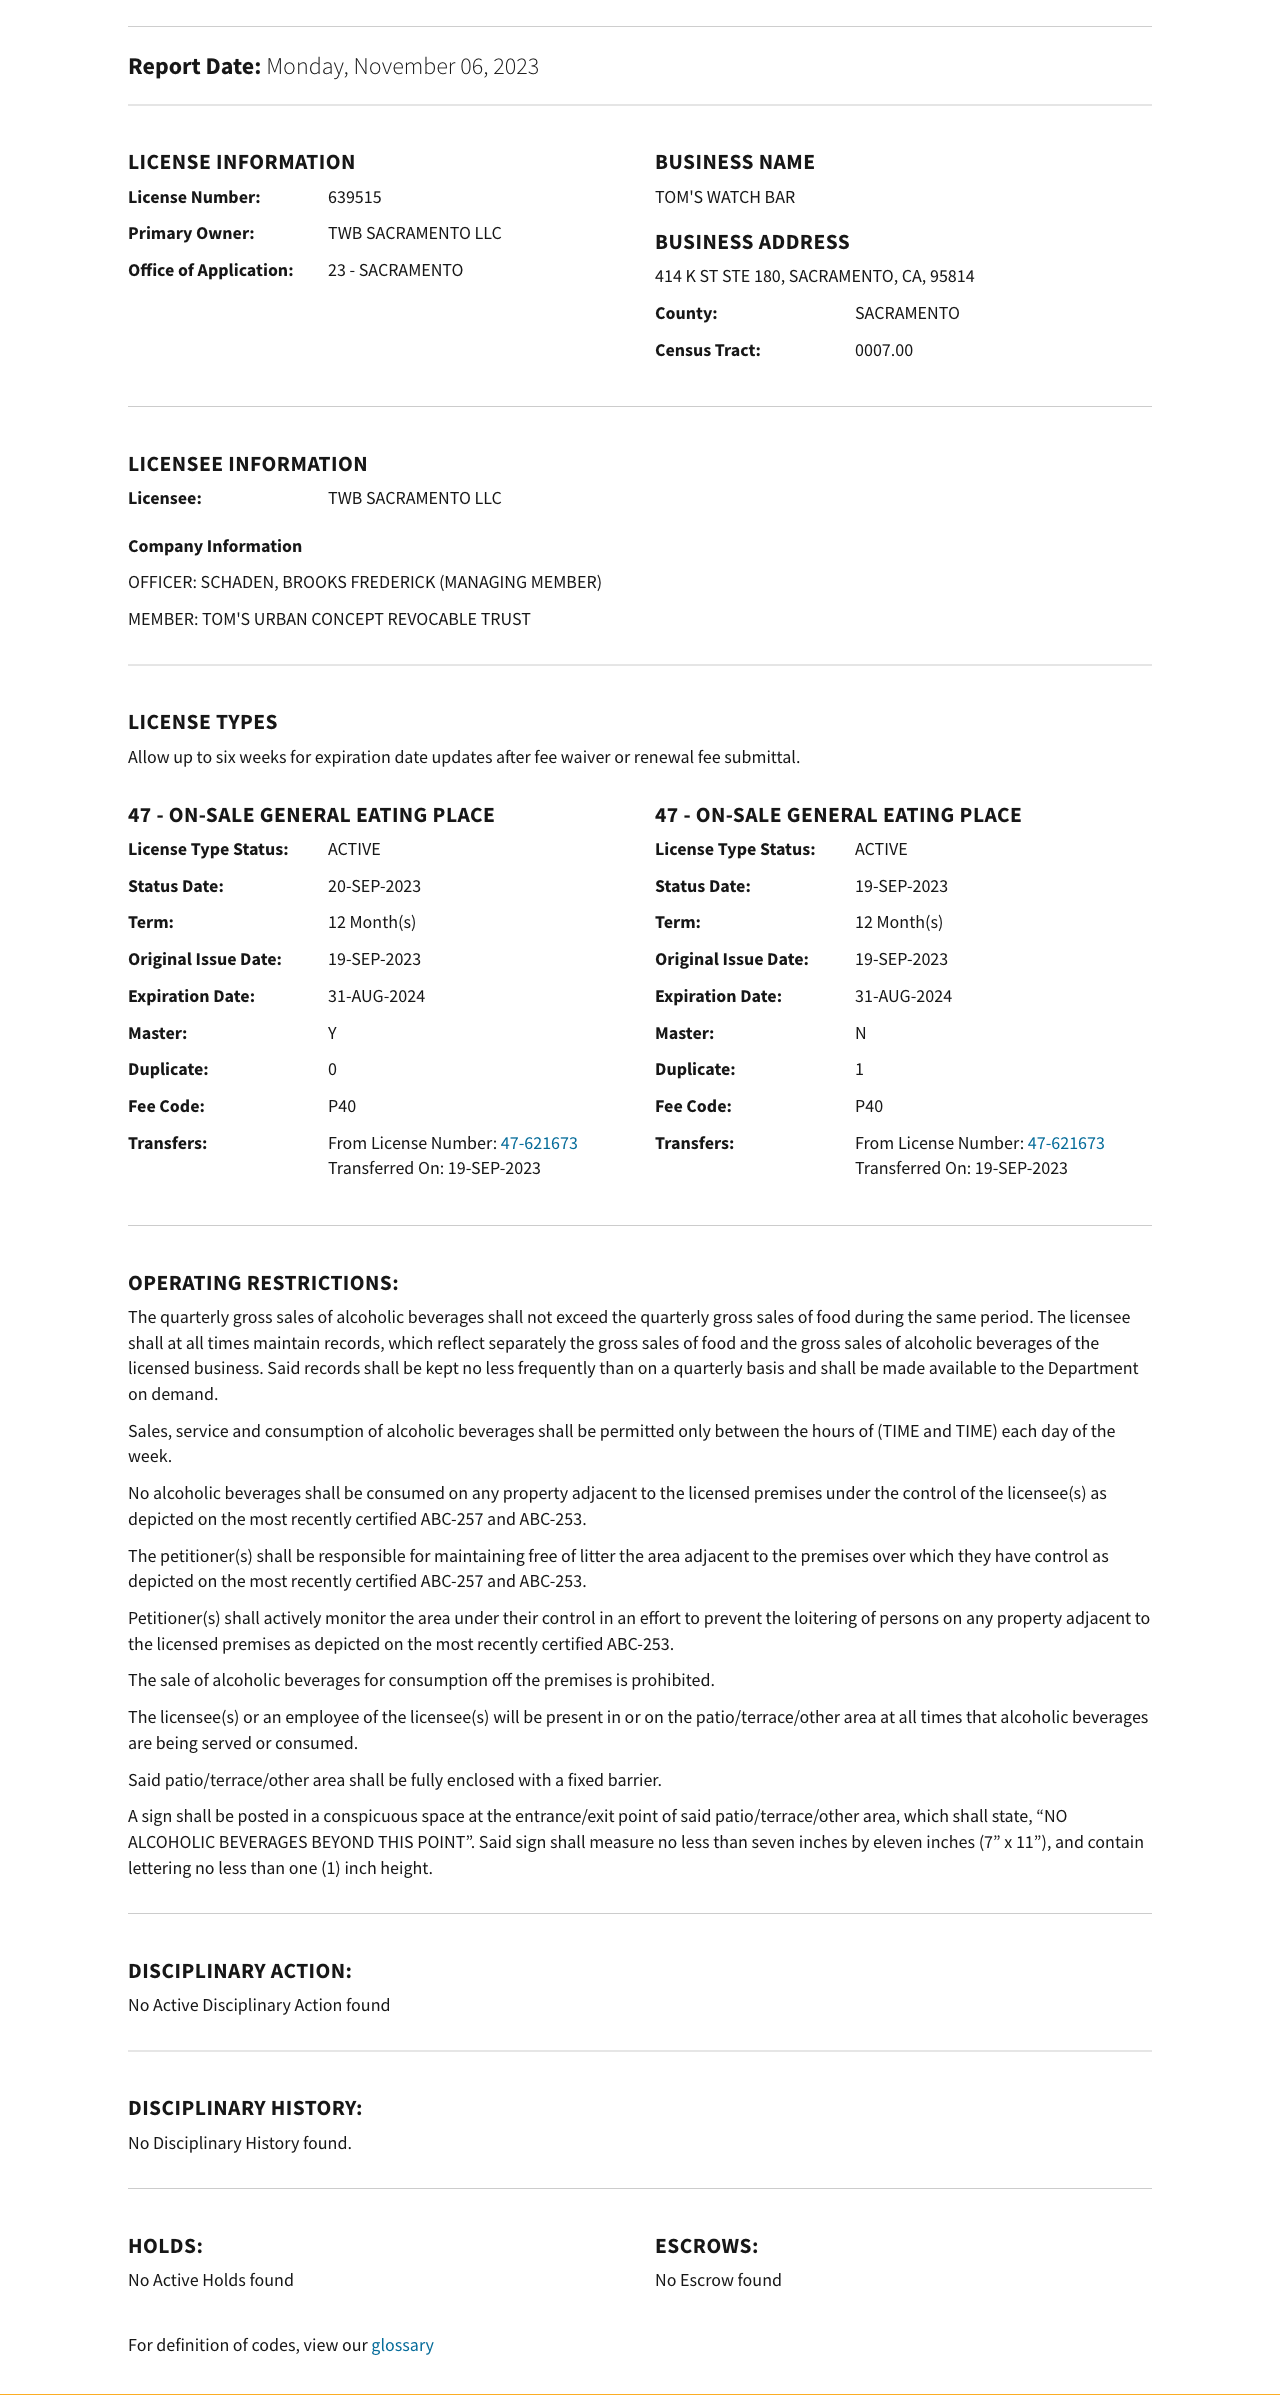 Report Date: Monday, November 06, 2023
LICENSE INFORMATION
License Number: 639515
Primary Owner: TWB SACRAMENTO LLC
Office of Application: 23 - SACRAMENTO
BUSINESS NAME
TOM'S WATCH BAR
BUSINESS ADDRESS
414 K ST STE 180, SACRAMENTO, CA, 95814
County: SACRAMENTO
Census Tract: 0007.00
LICENSEE INFORMATION
Licensee: TWB SACRAMENTO LLC
Company Information
OFFICER: SCHADEN, BROOKS FREDERICK (MANAGING MEMBER)
MEMBER: TOM'S URBAN CONCEPT REVOCABLE TRUST
LICENSE TYPES
Allow up to six weeks for expiration date updates after fee waiver or renewal fee submittal.
47 - ON-SALE GENERAL EATING PLACE
License Type Status: ACTIVE
Status Date: 20-SEP-2023
Term: 12 Month(s)
Original Issue Date: 19-SEP-2023
Expiration Date: 31-AUG-2024
Master: Y
Duplicate: 0
Fee Code: P40
Transfers: From License Number: 47-621673
Transferred On: 19-SEP-2023
47 - ON-SALE GENERAL EATING PLACE
License Type Status: ACTIVE
Status Date: 19-SEP-2023
Term: 12 Month(s)
Original Issue Date: 19-SEP-2023
Expiration Date: 31-AUG-2024
Master: N
Duplicate: 1
Fee Code: P40
Transfers: From License Number: 47-621673
Transferred On: 19-SEP-2023
OPERATING RESTRICTIONS:
The quarterly gross sales of alcoholic beverages shall not exceed the quarterly gross sales of food during the same period. The licensee
shall at all times maintain records, which reflect separately the gross sales of food and the gross sales of alcoholic beverages of the
licensed business. Said records shall be kept no less frequently than on a quarterly basis and shall be made available to the Department
on demand.
Sales, service and consumption of alcoholic beverages shall be permitted only between the hours of (TIME and TIME) each day of the
week.
No alcoholic beverages shall be consumed on any property adjacent to the licensed premises under the control of the licensee(s) as
depicted on the most recently certified ABC-257 and ABC-253.
The petitioner(s) shall be responsible for maintaining free of litter the area adjacent to the premises over which they have control as
depicted on the most recently certified ABC-257 and ABC-253.
Petitioner(s) shall actively monitor the area under their control in an effort to prevent the loitering of persons on any property adjacent to
the licensed premises as depicted on the most recently certified ABC-253.
The sale of alcoholic beverages for consumption off the premises is prohibited.
The licensee(s) or an employee of the licensee(s) will be present in or on the patio/terrace/other area at all times that alcoholic beverages
are being served or consumed.
Said patio/terrace/other area shall be fully enclosed with a fixed barrier.
A sign shall be posted in a conspicuous space at the entrance/exit point of said patio/terrace/other area, which shall state, “NO
ALCOHOLIC BEVERAGES BEYOND THIS POINT”. Said sign shall measure no less than seven inches by eleven inches (7” x 11”), and contain
lettering no less than one (1) inch height.
DISCIPLINARY ACTION:
No Active Disciplinary Action found
DISCIPLINARY HISTORY:
No Disciplinary History found.
HOLDS:
No Active Holds found
ESCROWS:
No Escrow found
For definition of codes, view our glossary